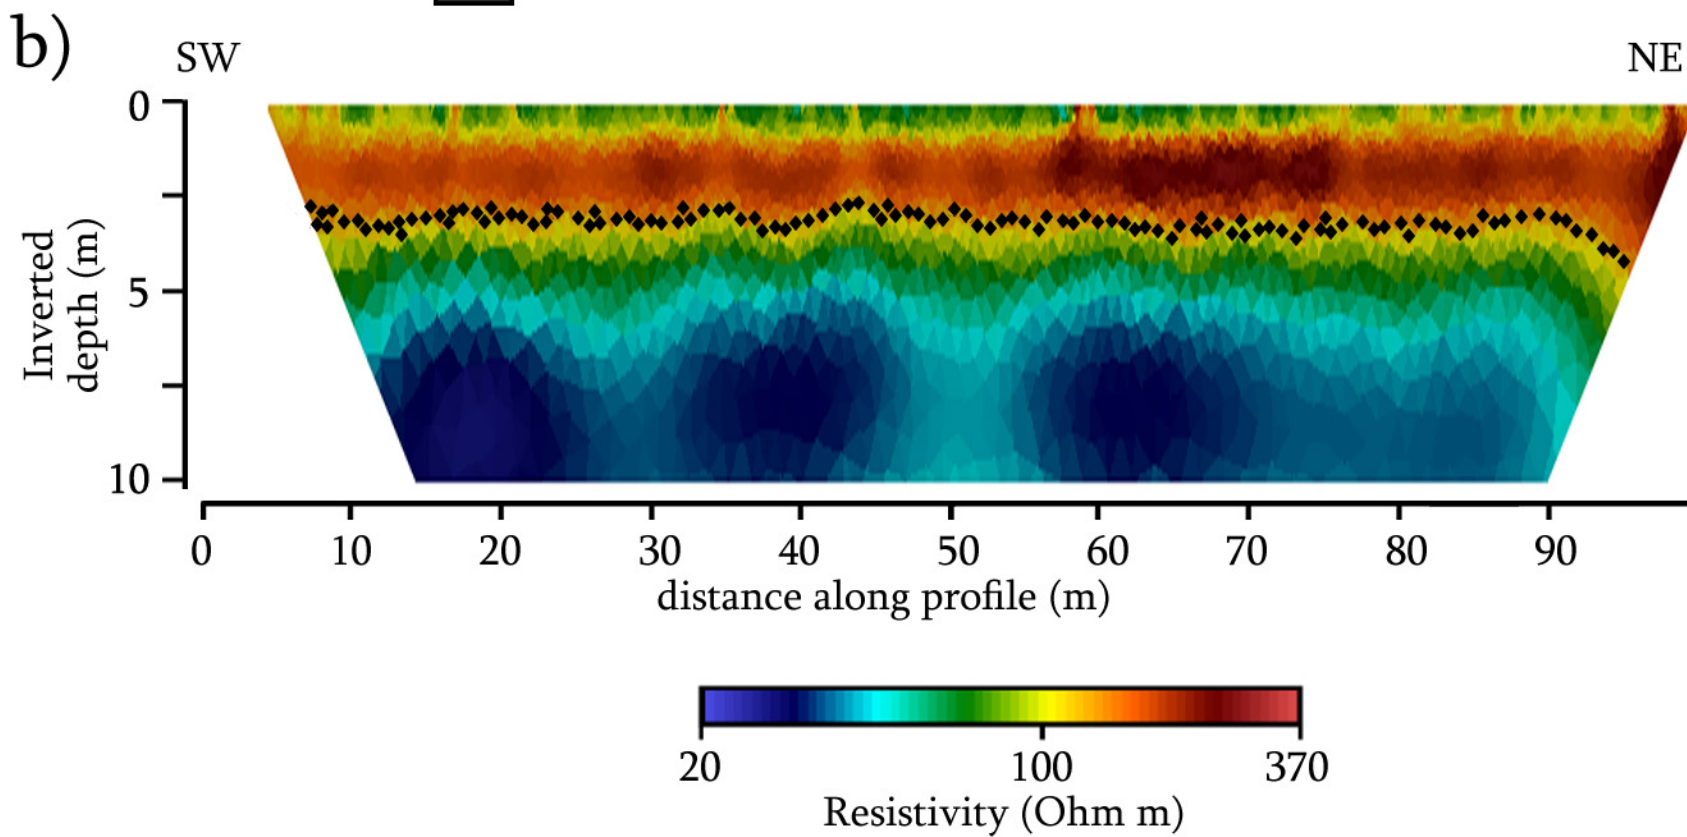 b)
SW
NE
0
5
10
Inverted
depth (m)
0 10 20 30 40 50 60 70 80 90
distance along profile (m)
20 100 370
Resistivity (Ohm m)